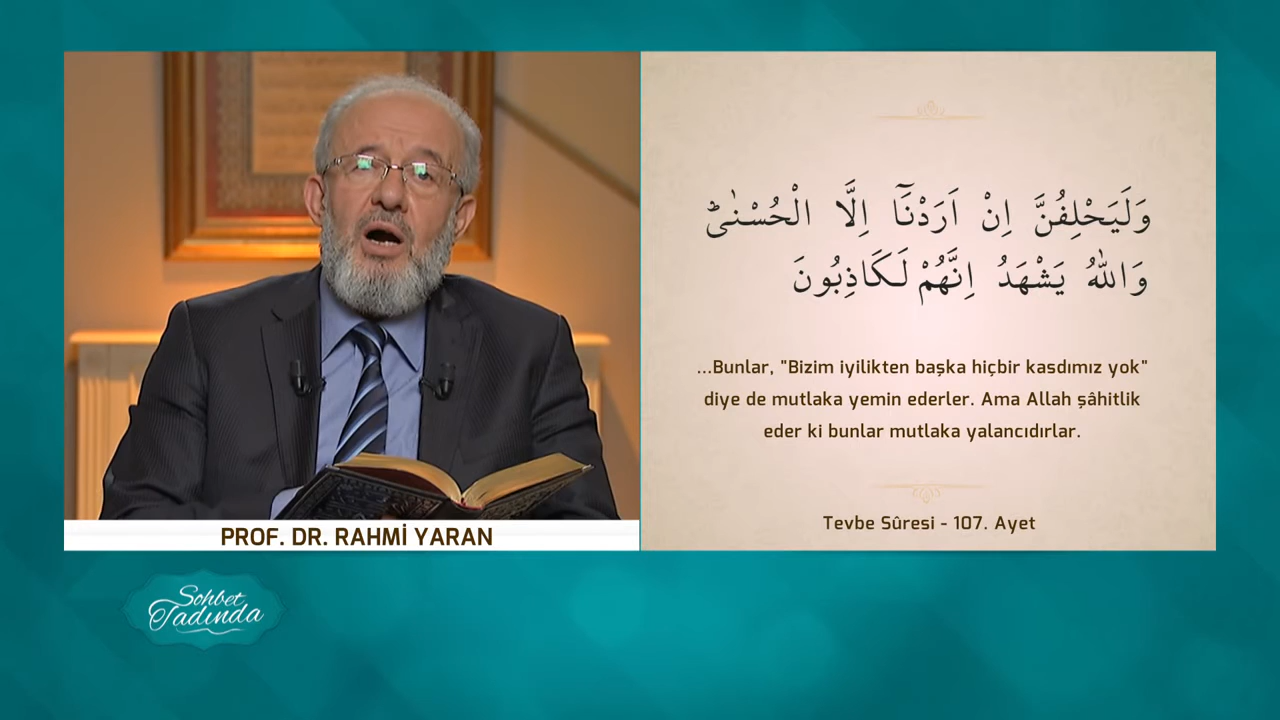 وَلَيَحْلِفُنَّ اِنْ اَرَدْنَٓا اِلَّا الْحُسْنٰىۜ
وَاللّٰهُ يَشْهَدُ اِنَّهُمْ لَكَاذِبُونَ
...Bunlar, "Bizim iyilikten başka hiçbir kasdımız yok"
diye de mutlaka yemin ederler. Ama Allah şâhitlik
eder ki bunlar mutlaka yalancıdırlar.
Tevbe Sûresi - 107. Ayet
PROF. DR. RAHMİ YARAN
Sohbet
Tadında